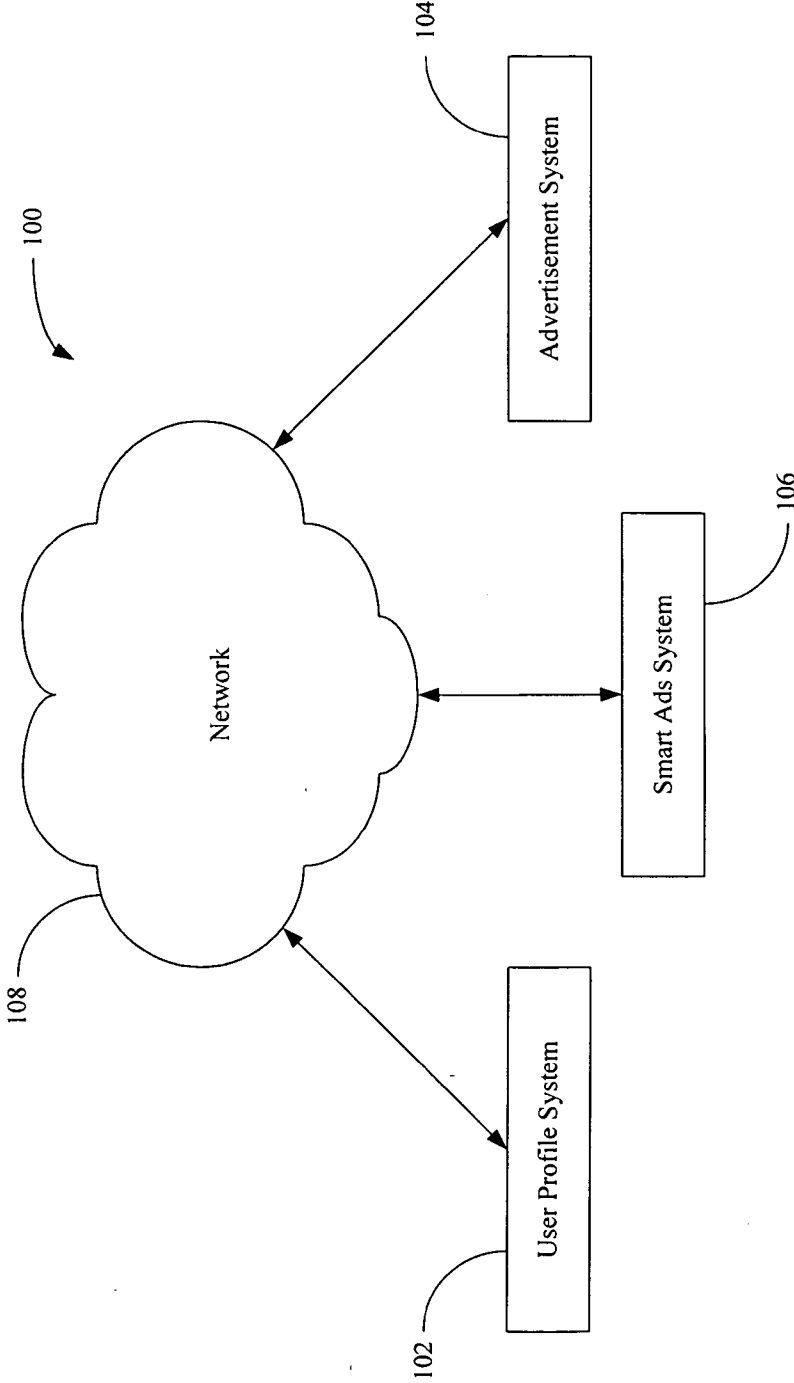 100
108
Network
102
User Profile System
104
Advertisement System
Smart Ads System
106